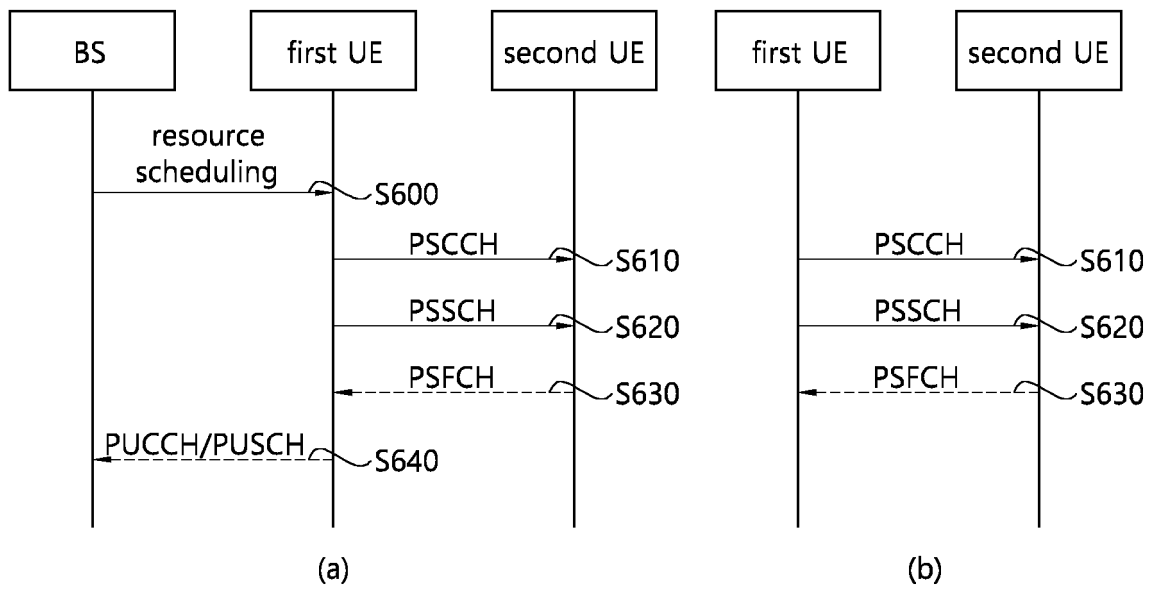 BS
first UE
second UE
first UE
second UE
resource
scheduling
S600
PSCCH
S610
PSCCH
S610
PSSCH
S620
PSSCH
S620
PSFCH
S630
PSFCH
S630
PUCCH/PUSCH
S640
(a)
(b)